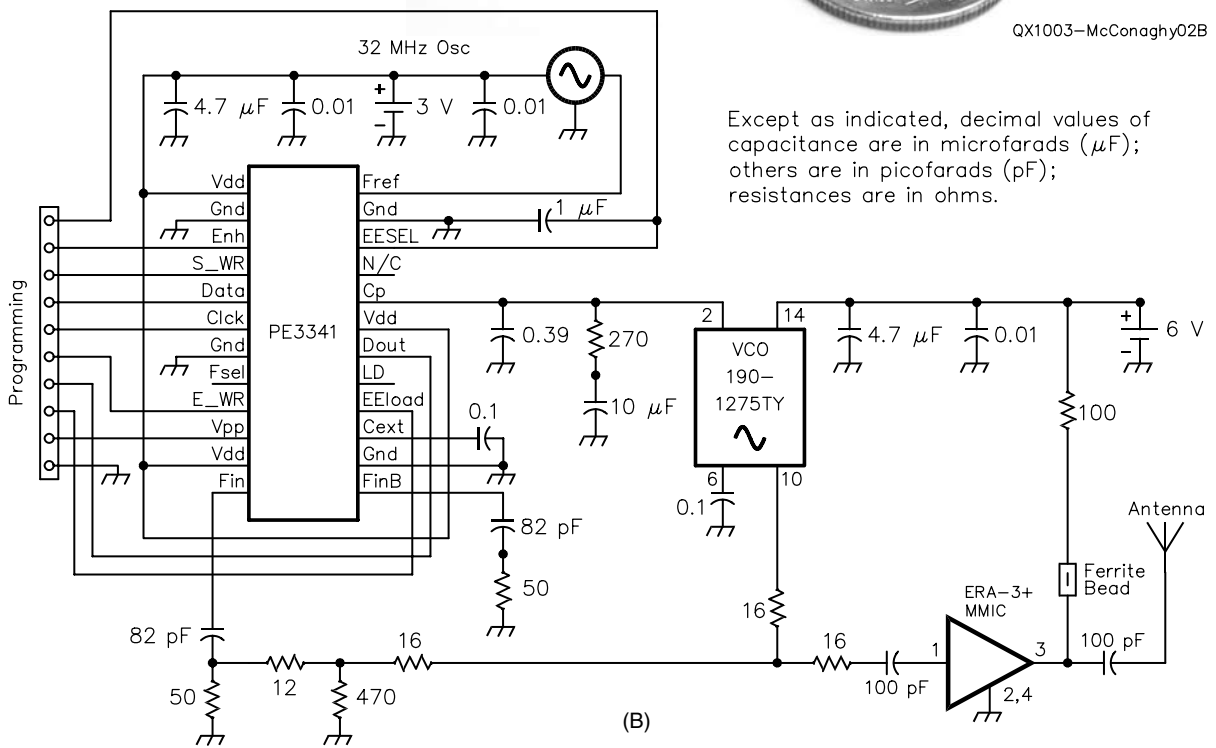 QX1003-McConaghy02B
32 MHz Osc
4.7 μF
0.01
+
3 V
-
0.01
Except as indicated, decimal values of
capacitance are in microfarads (μF);
others are in picofarads (pF);
resistances are in ohms.
Programming
PE3341
Vdd
Gnd
Enh
S_WR
Data
Clck
Gnd
Fsel
E_WR
Vpp
Vdd
Fin
Fref
Gnd
EESEL
N/C
Cp
Vdd
Dout
LD
EEload
Cext
Gnd
FinB
1 μF
0.39
270
10 μF
0.1
82 pF
50
2
14
VCO
190-
1275TY
6
10
0.1
4.7 μF
0.01
+
6 V
-
100
Antenna
Ferrite
Bead
ERA-3+
MMIC
16
82 pF
50
12
470
16
16
100 pF
1
3
2,4
100 pF
(B)